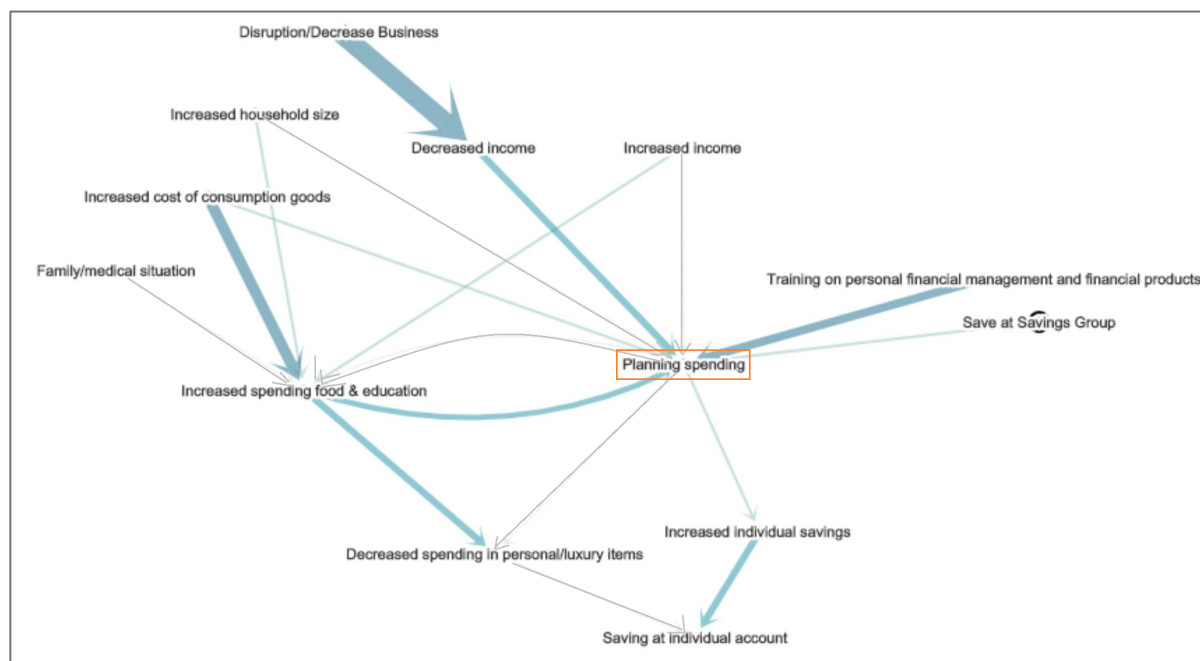 Disruption/Decrease Business
Increased household size
Decreased income
Increased income
Increased cost of consumption goods
Family/medical situation
Training on personal financial management and financial products
Save at Savings Group
Planning spending
Increased spending food & education
Increased individual savings
Decreased spending in personal/luxury items
Saving at individual account